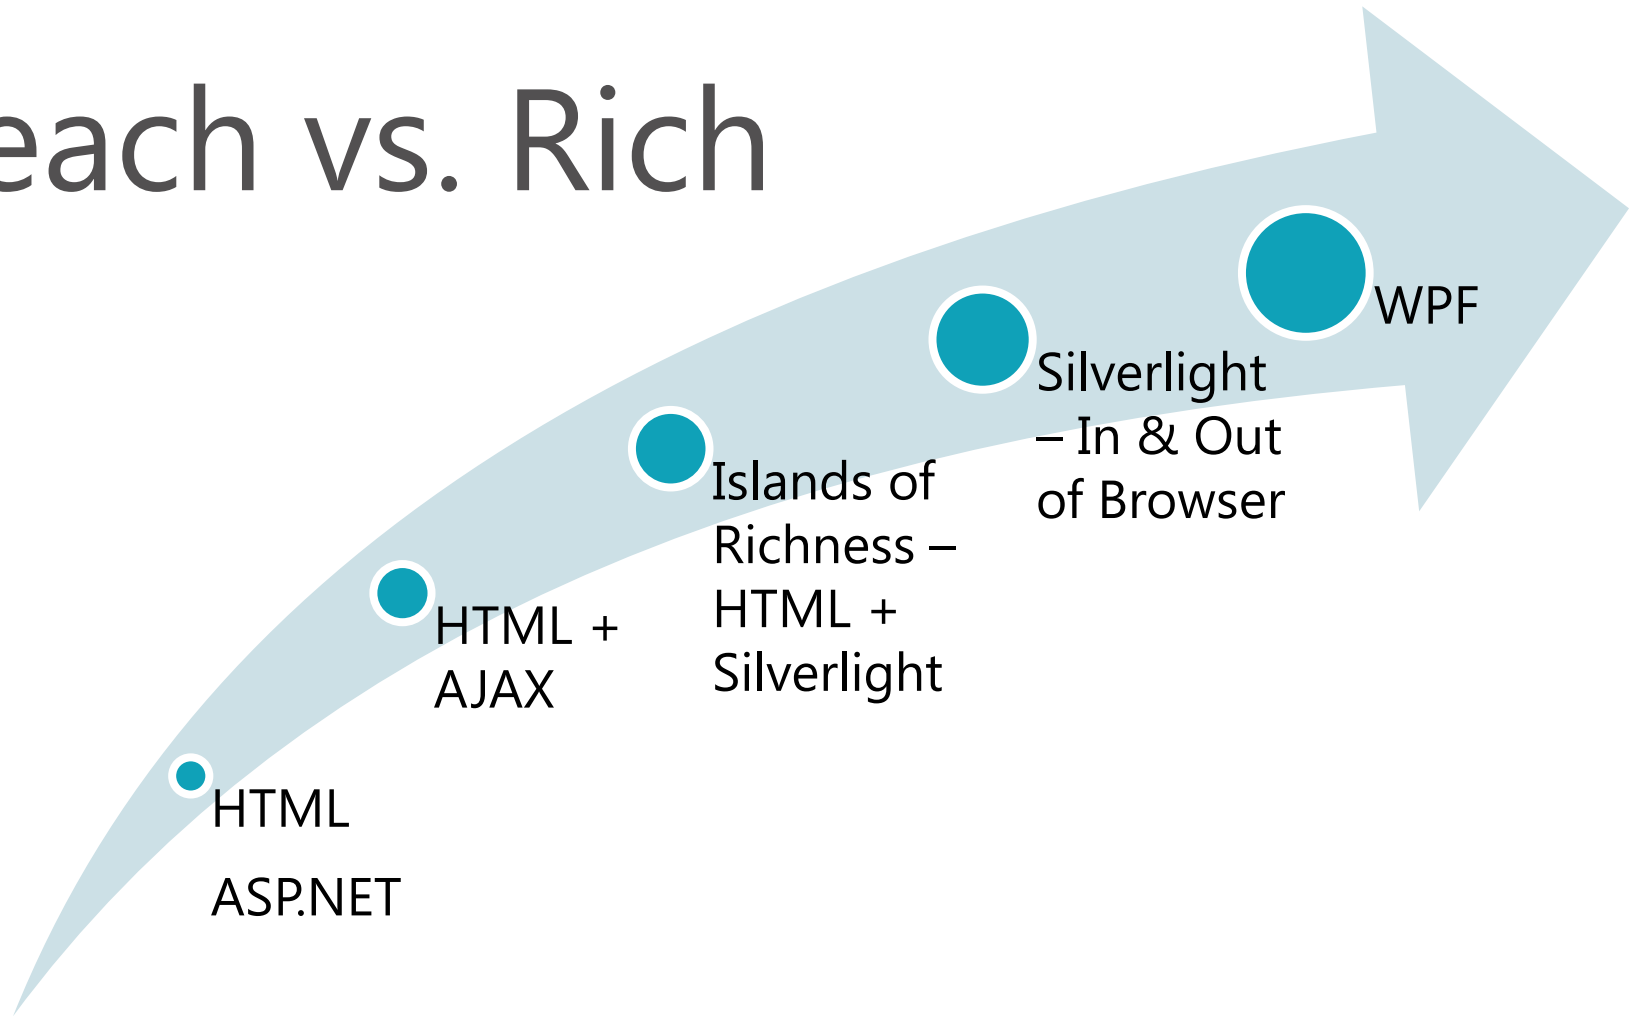 each vs. Rich
WPF
Silverlight
– In & Out
of Browser
Islands of
Richness –
HTML +
Silverlight
HTML +
AJAX
HTML
ASP.NET